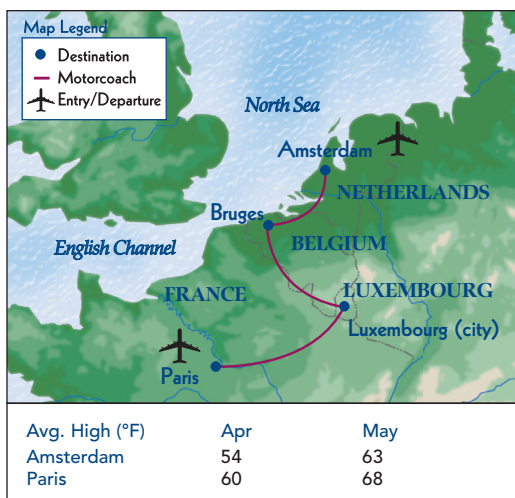 Map Legend
Destination
Motorcoach
Entry/Departure
North Sea
Amsterdam
NETHERLANDS
Bruges
BELGIUM
English Channel
FRANCE
LUXEMBOURG
Luxembourg (city)
Paris
Avg. High (°F) Apr May
Amsterdam 54 63
Paris 60 68